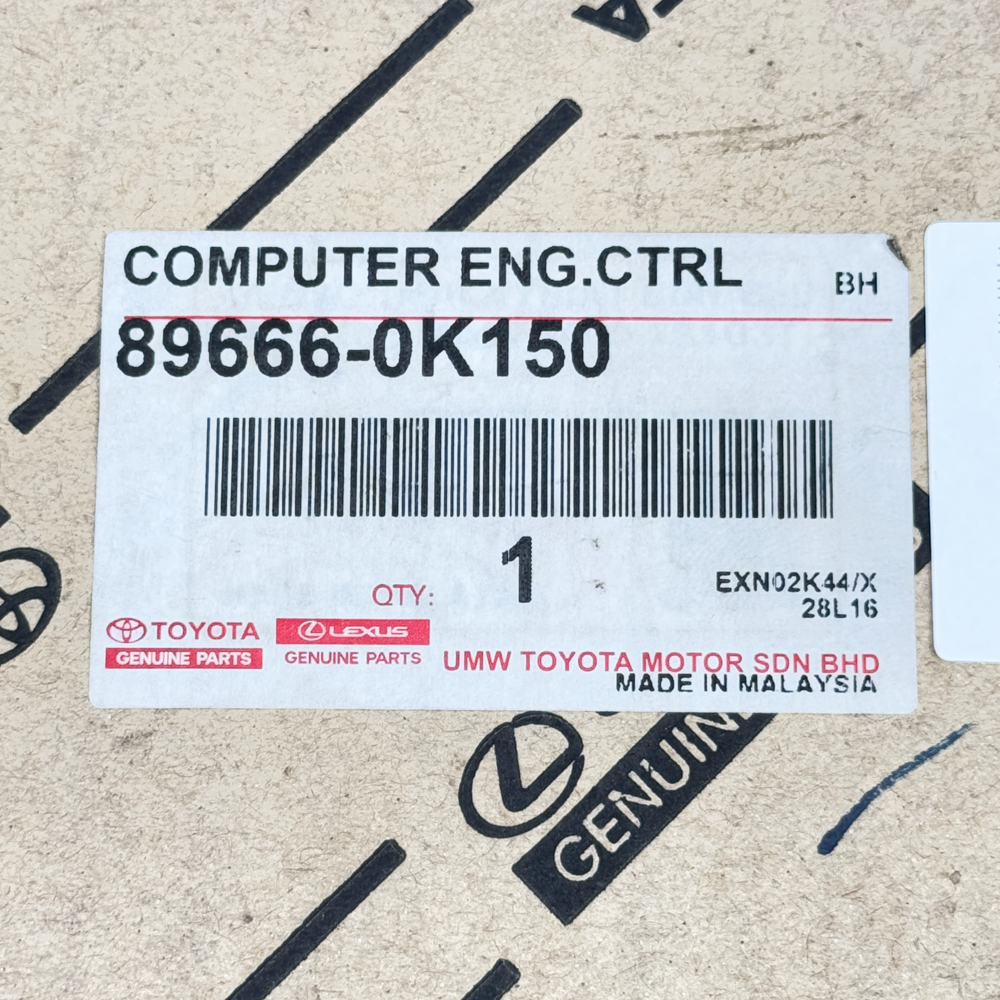 COMPUTER ENG.CTRL
BH
89666-0K150
QTY: 1
EXN02K44/X
28L16
TOYOTA
GENUINE PARTS
LEXUS
GENUINE PARTS
UMW TOYOTA MOTOR SDN BHD
MADE IN MALAYSIA
GENUINE